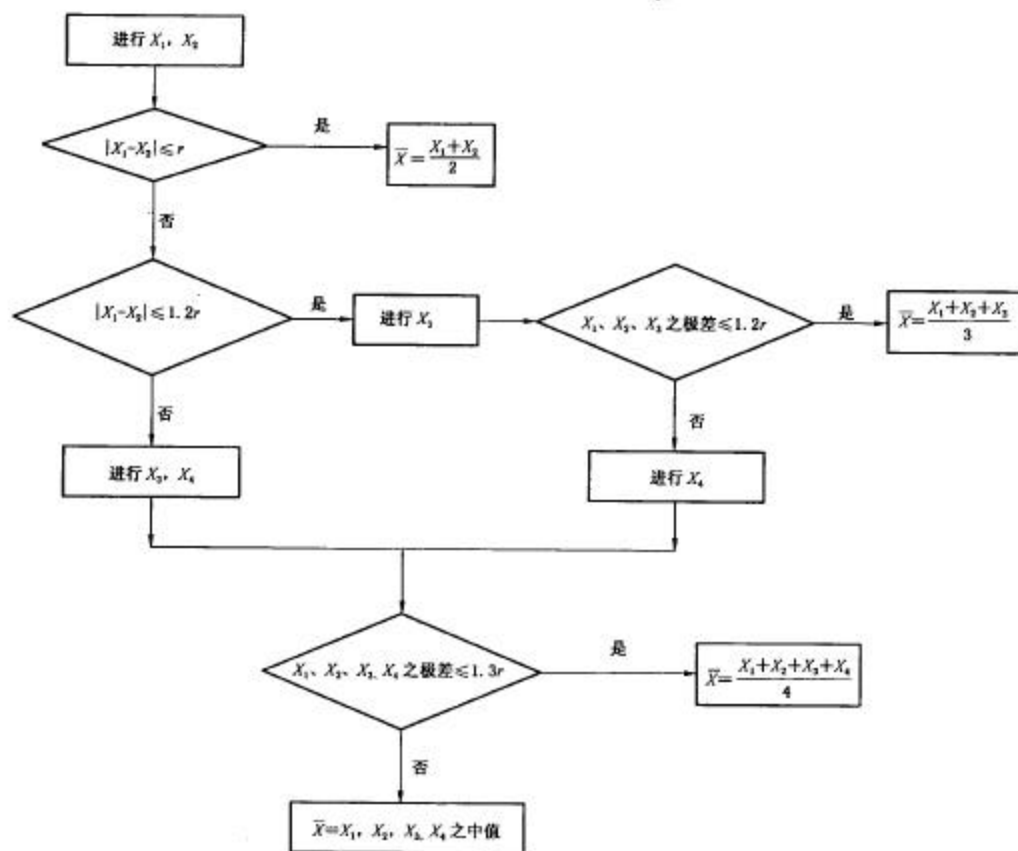 进行 X₁，X₂
|X₁-X₂|≤r
是
X̄=(X₁+X₂)/2
否
|X₁-X₂|≤1.2r
是
进行 X₃
X₁、X₂、X₃ 之极差≤1.2r
是
X̄=(X₁+X₂+X₃)/3
否
进行 X₃，X₄
否
进行 X₄
X₁、X₂、X₃、X₄ 之极差≤1.3r
是
X̄=(X₁+X₂+X₃+X₄)/4
否
X̄=X₁，X₂，X₃、X₄ 之中值